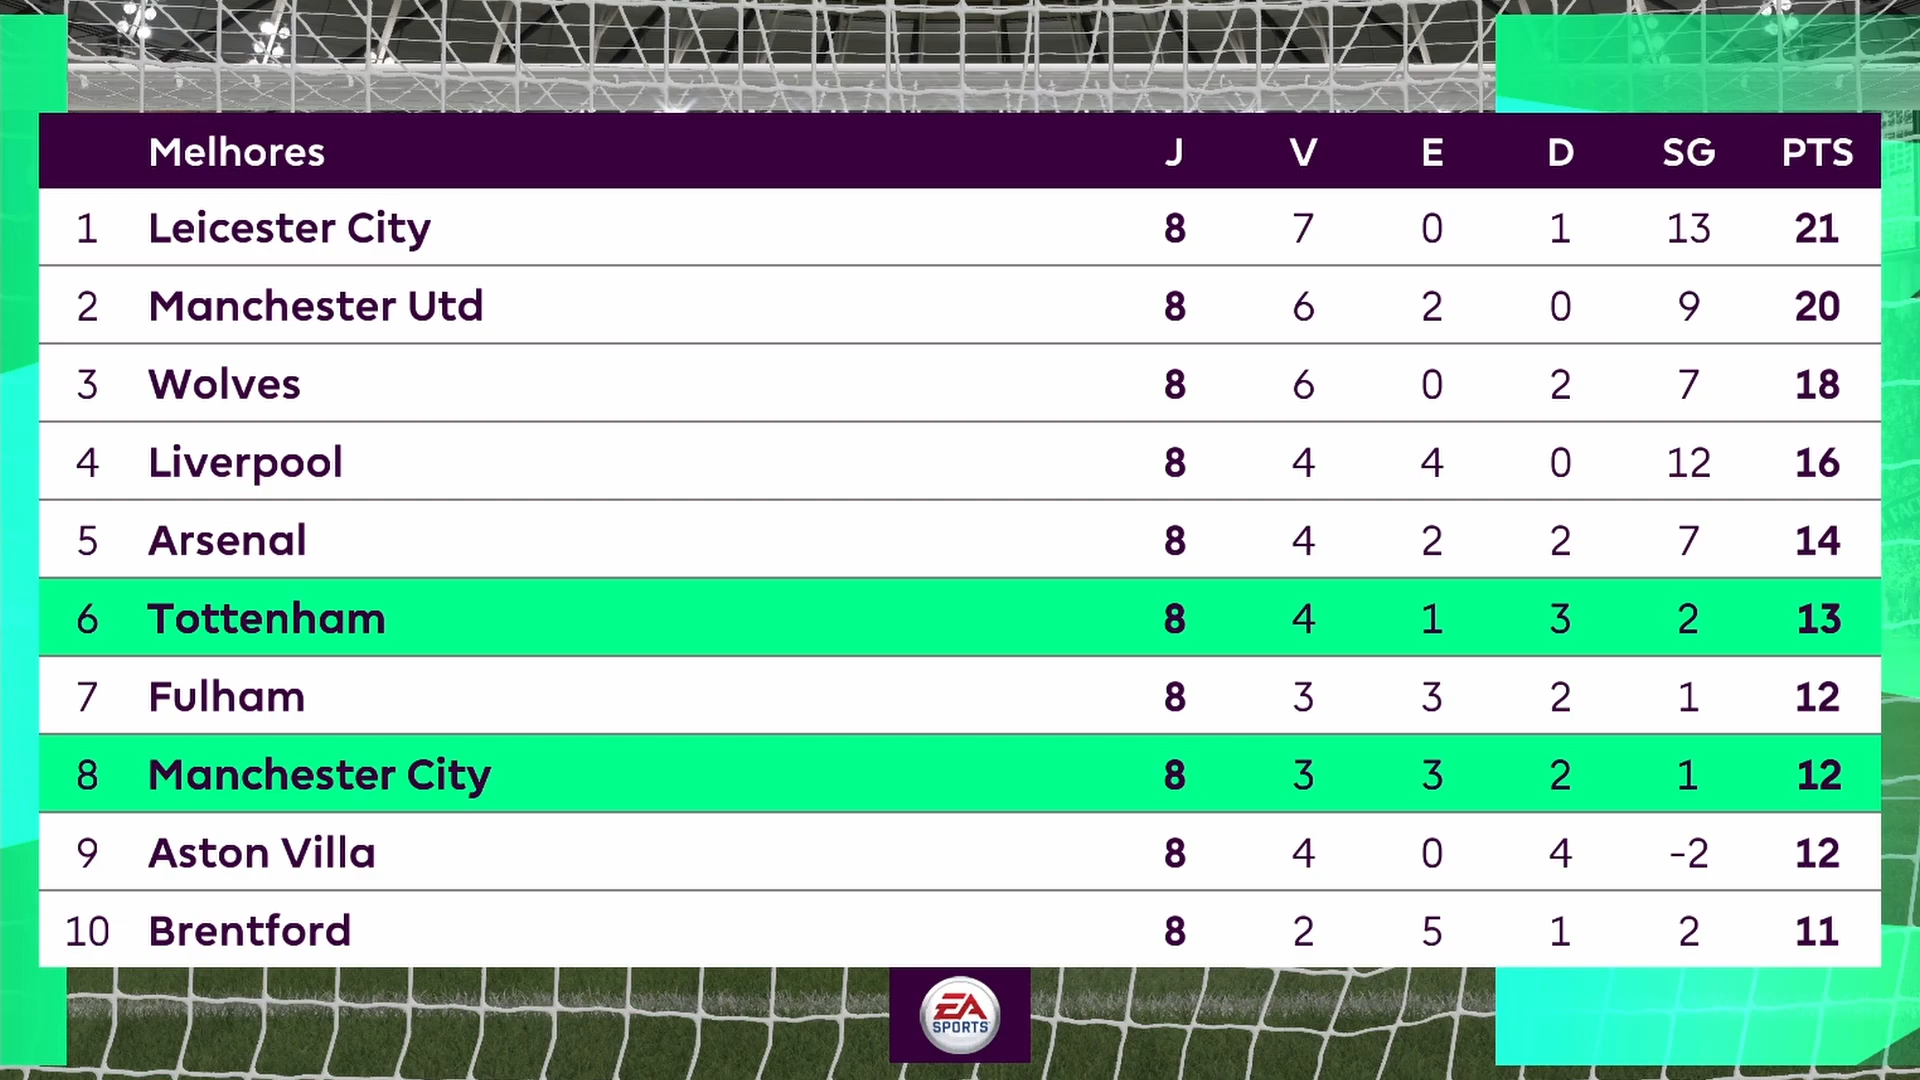 Melhores J V E D SG PTS
1 Leicester City 8 7 0 1 13 21
2 Manchester Utd 8 6 2 0 9 20
3 Wolves 8 6 0 2 7 18
4 Liverpool 8 4 4 0 12 16
5 Arsenal 8 4 2 2 7 14
6 Tottenham 8 4 1 3 2 13
7 Fulham 8 3 3 2 1 12
8 Manchester City 8 3 3 2 1 12
9 Aston Villa 8 4 0 4 -2 12
10 Brentford 8 2 5 1 2 11
EA
SPORTS